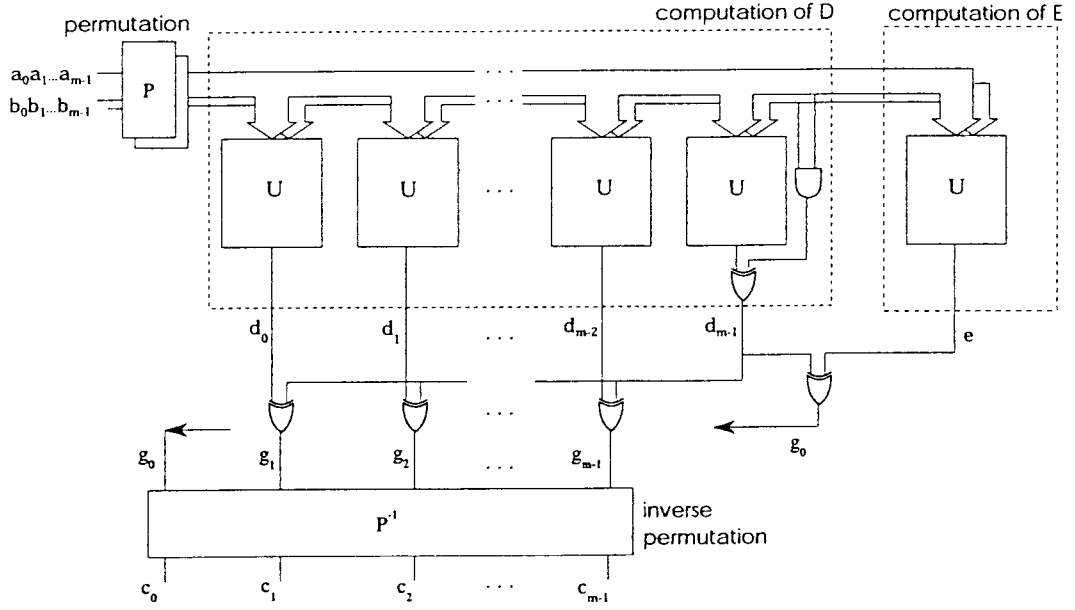 computation of D
computation of E
permutation
a₀a₁...aₘ₋₁
b₀b₁...bₘ₋₁
P
. . .
. . .
U
U
. . .
U
U
U
d₀
d₁
. . .
dₘ₋₂
dₘ₋₁
e
. . .
g₀
g₀
g₁
g₂
. . .
gₘ₋₁
P⁻¹
inverse
permutation
c₀
c₁
c₂
. . .
cₘ₋₁